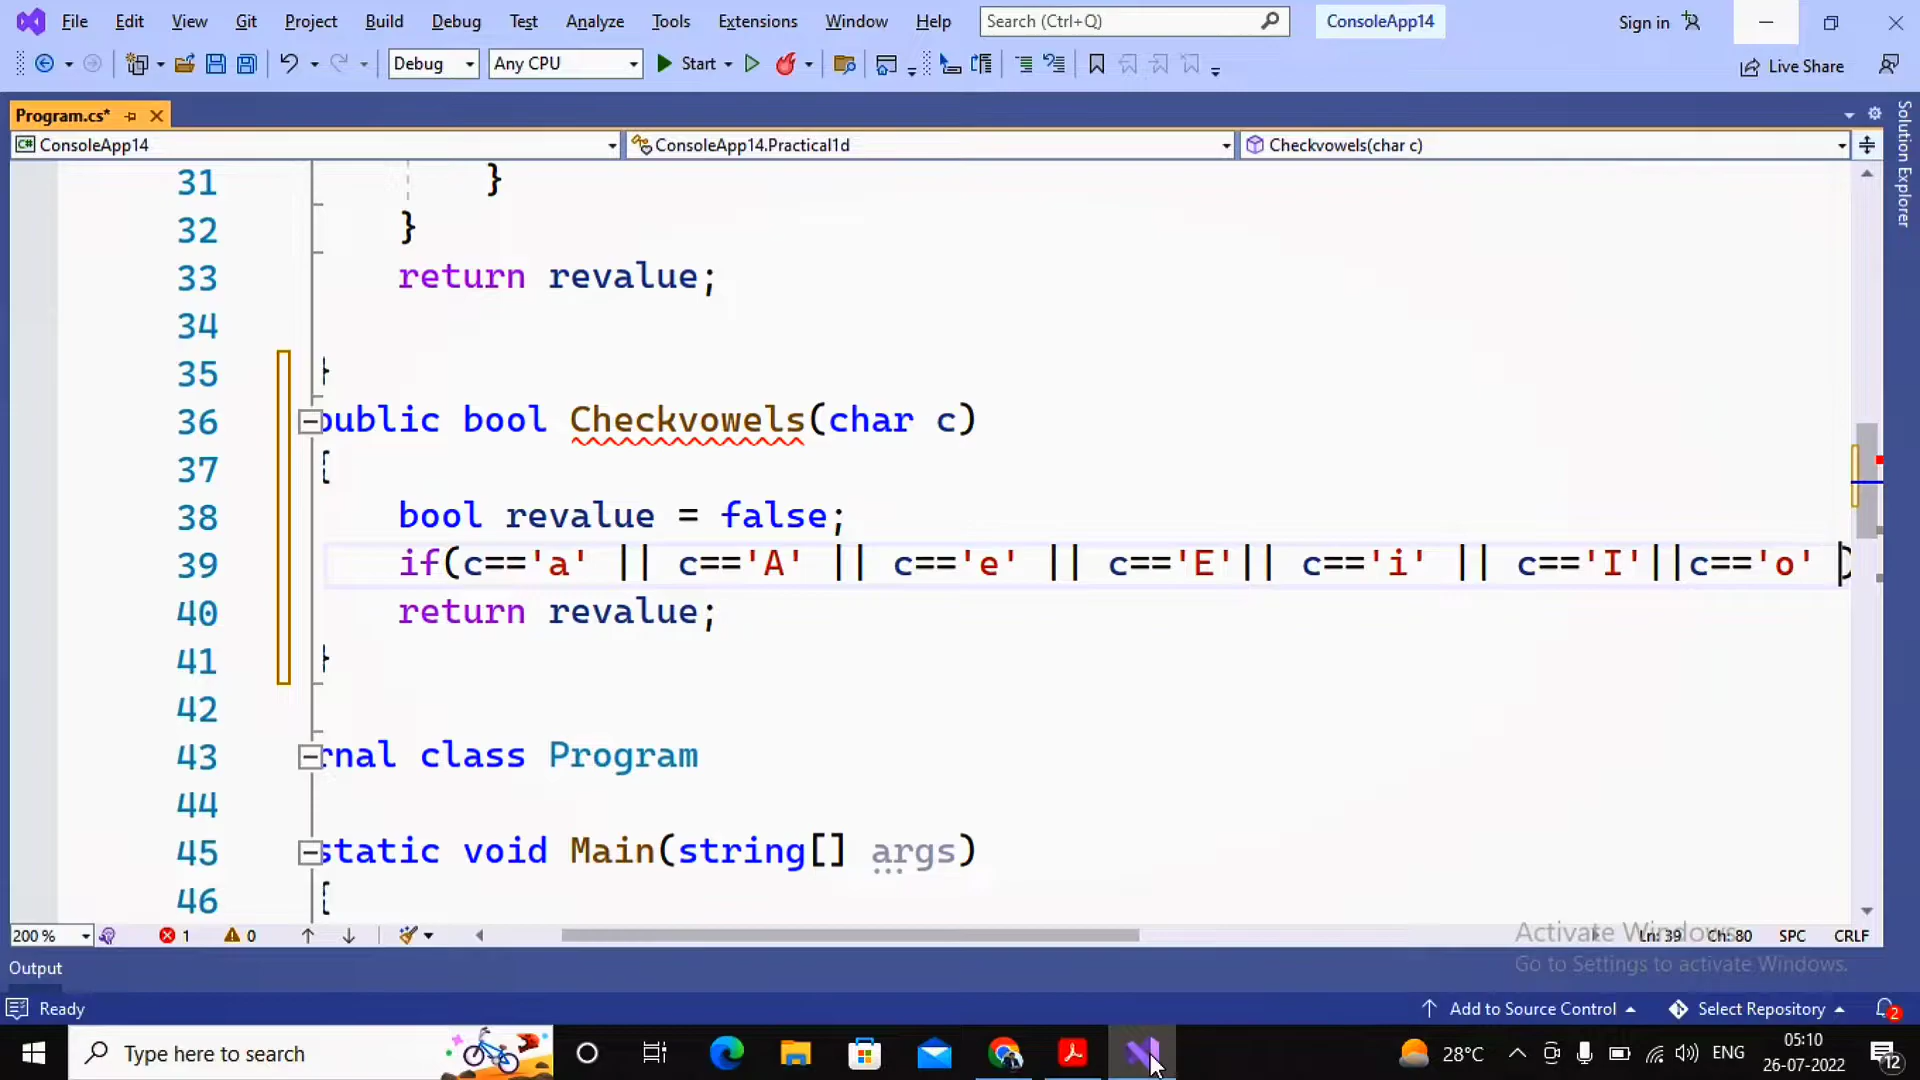 File Edit View Git Project Build Debug Test Analyze Tools Extensions Window Help Search (Ctrl+Q) ConsoleApp14 Sign in
Debug Any CPU Start Live Share
Program.cs*
ConsoleApp14 ConsoleApp14.Practical1d Checkvowels(char c)
Solution Explorer
31 }
32 }
33 return revalue;
34
35 }
36 public bool Checkvowels(char c)
37 {
38 bool revalue = false;
39 if(c=='a' || c=='A' || c=='e' || c=='E'|| c=='i' || c=='I'||c=='o' )
40 return revalue;
41 }
42
43 rnal class Program
44
45 static void Main(string[] args)
46 {
200 % 1 0 Ln: 39 Ch: 80 SPC CRLF
Activate Windows
Go to Settings to activate Windows.
Output
Ready Add to Source Control Select Repository 2
Type here to search 28°C ENG 05:10 12
26-07-2022